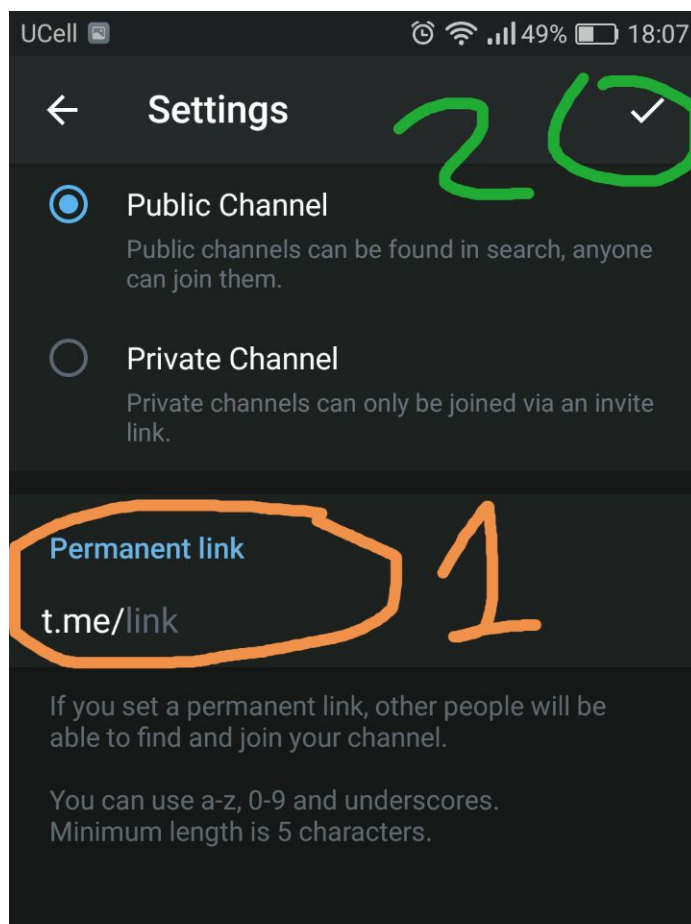 UCell 49% 18:07
Settings
2
Public Channel
Public channels can be found in search, anyone
can join them.
Private Channel
Private channels can only be joined via an invite
link.
Permanent link
1
t.me/link
If you set a permanent link, other people will be
able to find and join your channel.
You can use a-z, 0-9 and underscores.
Minimum length is 5 characters.